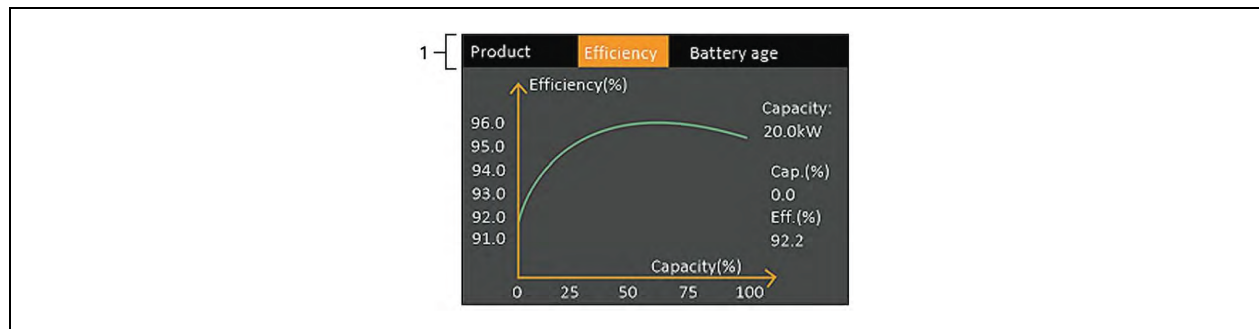 1
Product Efficiency Battery age
Efficiency(%)
96.0
95.0
94.0
93.0
92.0
91.0
Capacity:
20.0kW
Cap.(%)
0.0
Eff.(%)
92.2
Capacity(%)
0 25 50 75 100